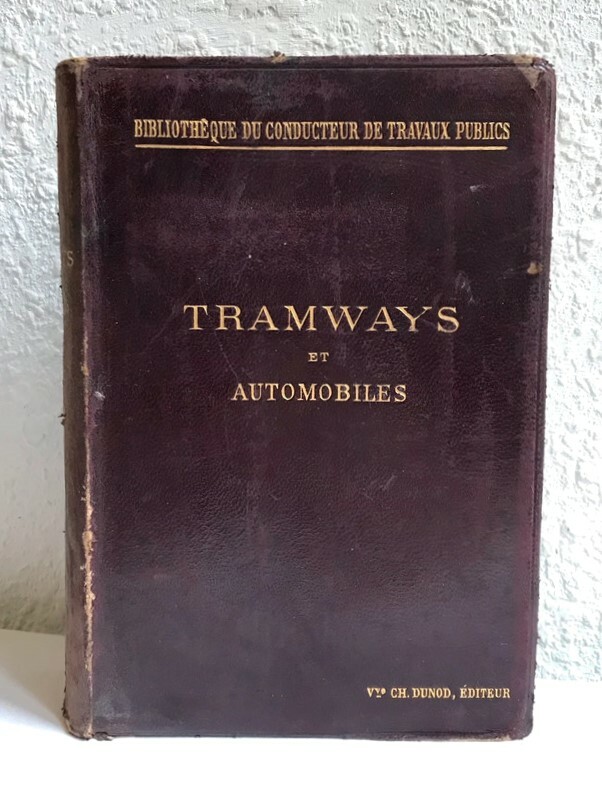 BIBLIOTHÈQUE DU CONDUCTEUR DE TRAVAUX PUBLICS
TRAMWAYS
ET
AUTOMOBILES
Vve CH. DUNOD, ÉDITEUR